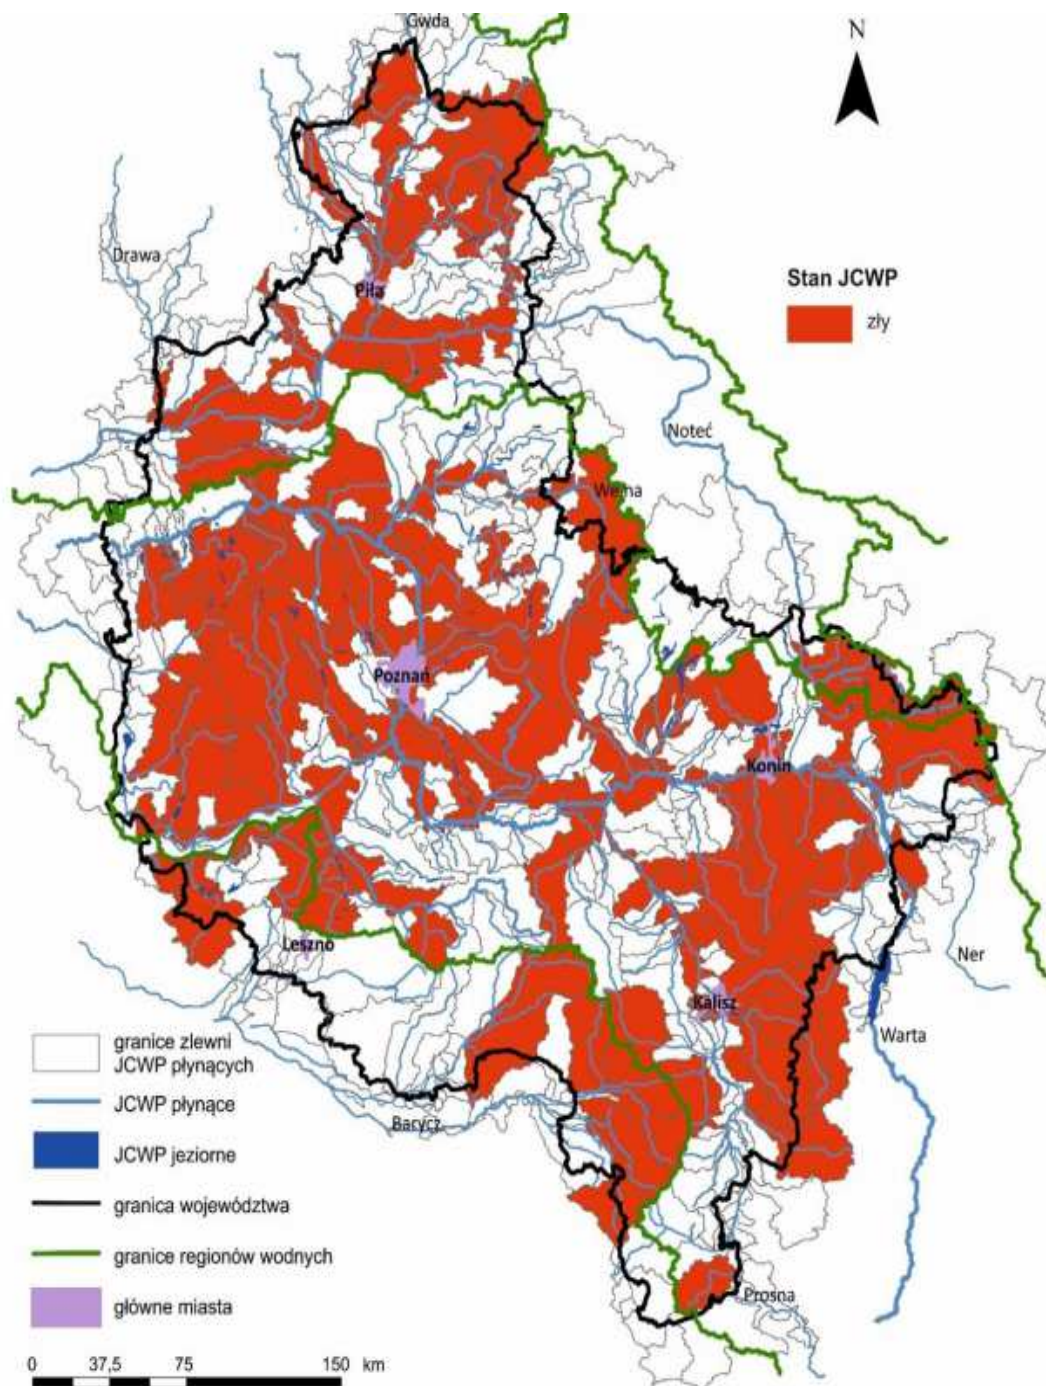 Gwda
N
Drawa
Stan JCWP
zły
Piła
Noteć
Wełna
Poznań
Konin
Leszno
Ner
Kalisz
Warta
granice zlewni
JCWP płynących
JCWP płynące
Barycz
JCWP jeziorne
granica województwa
granice regionów wodnych
Prosna
główne miasta
0 37,5 75 150 km